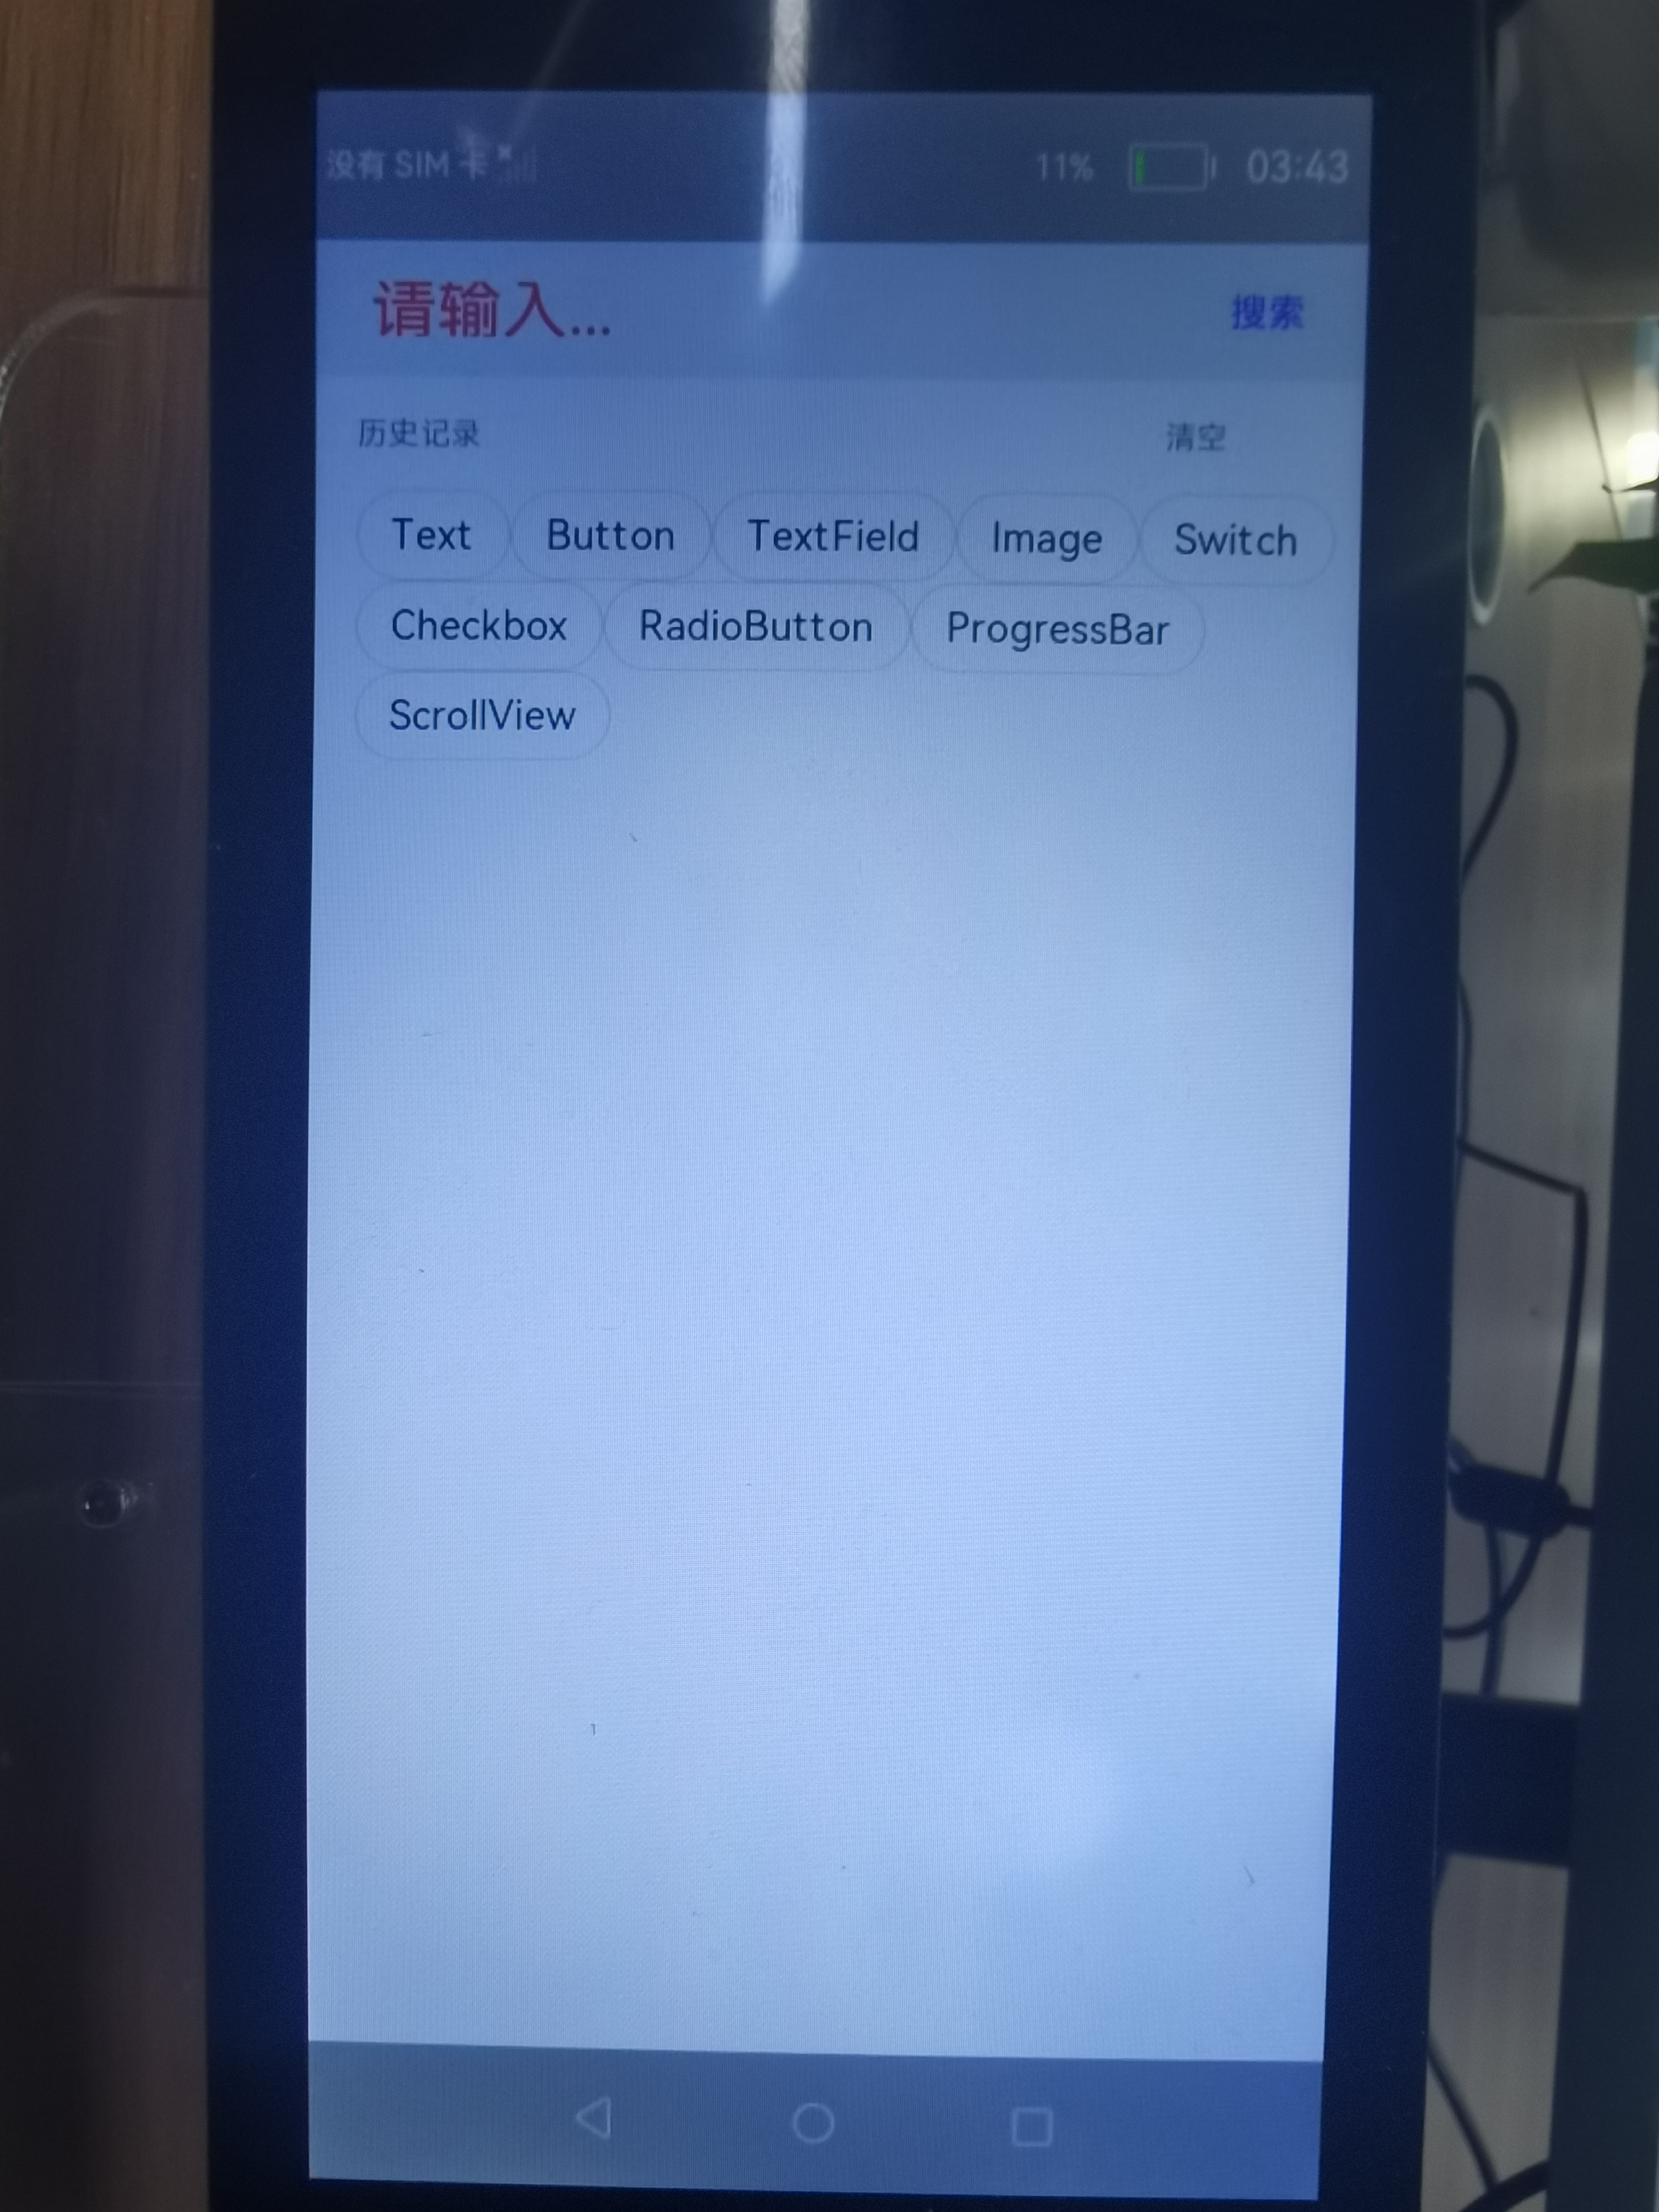 没有 SIM 卡 11% 03:43
请输入... 搜索
历史记录 清空
Text Button TextField Image Switch
Checkbox RadioButton ProgressBar
ScrollView